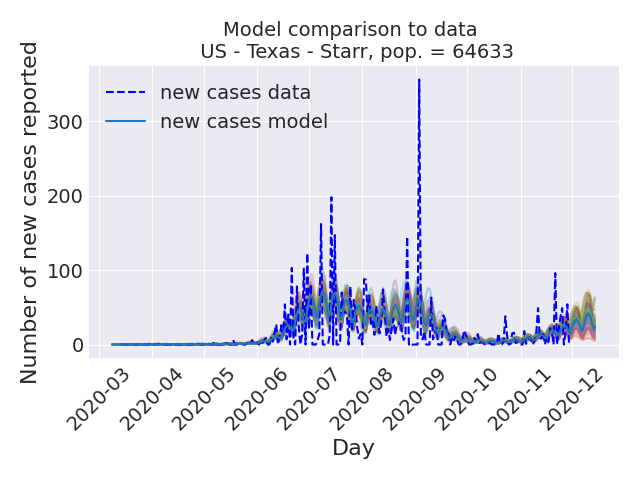 Model comparison to data
US - Texas - Starr, pop. = 64633
Number of new cases reported
new cases data
new cases model
300
200
100
0
2020-03
2020-04
2020-05
2020-06
2020-07
2020-08
2020-09
2020-10
2020-11
2020-12
Day